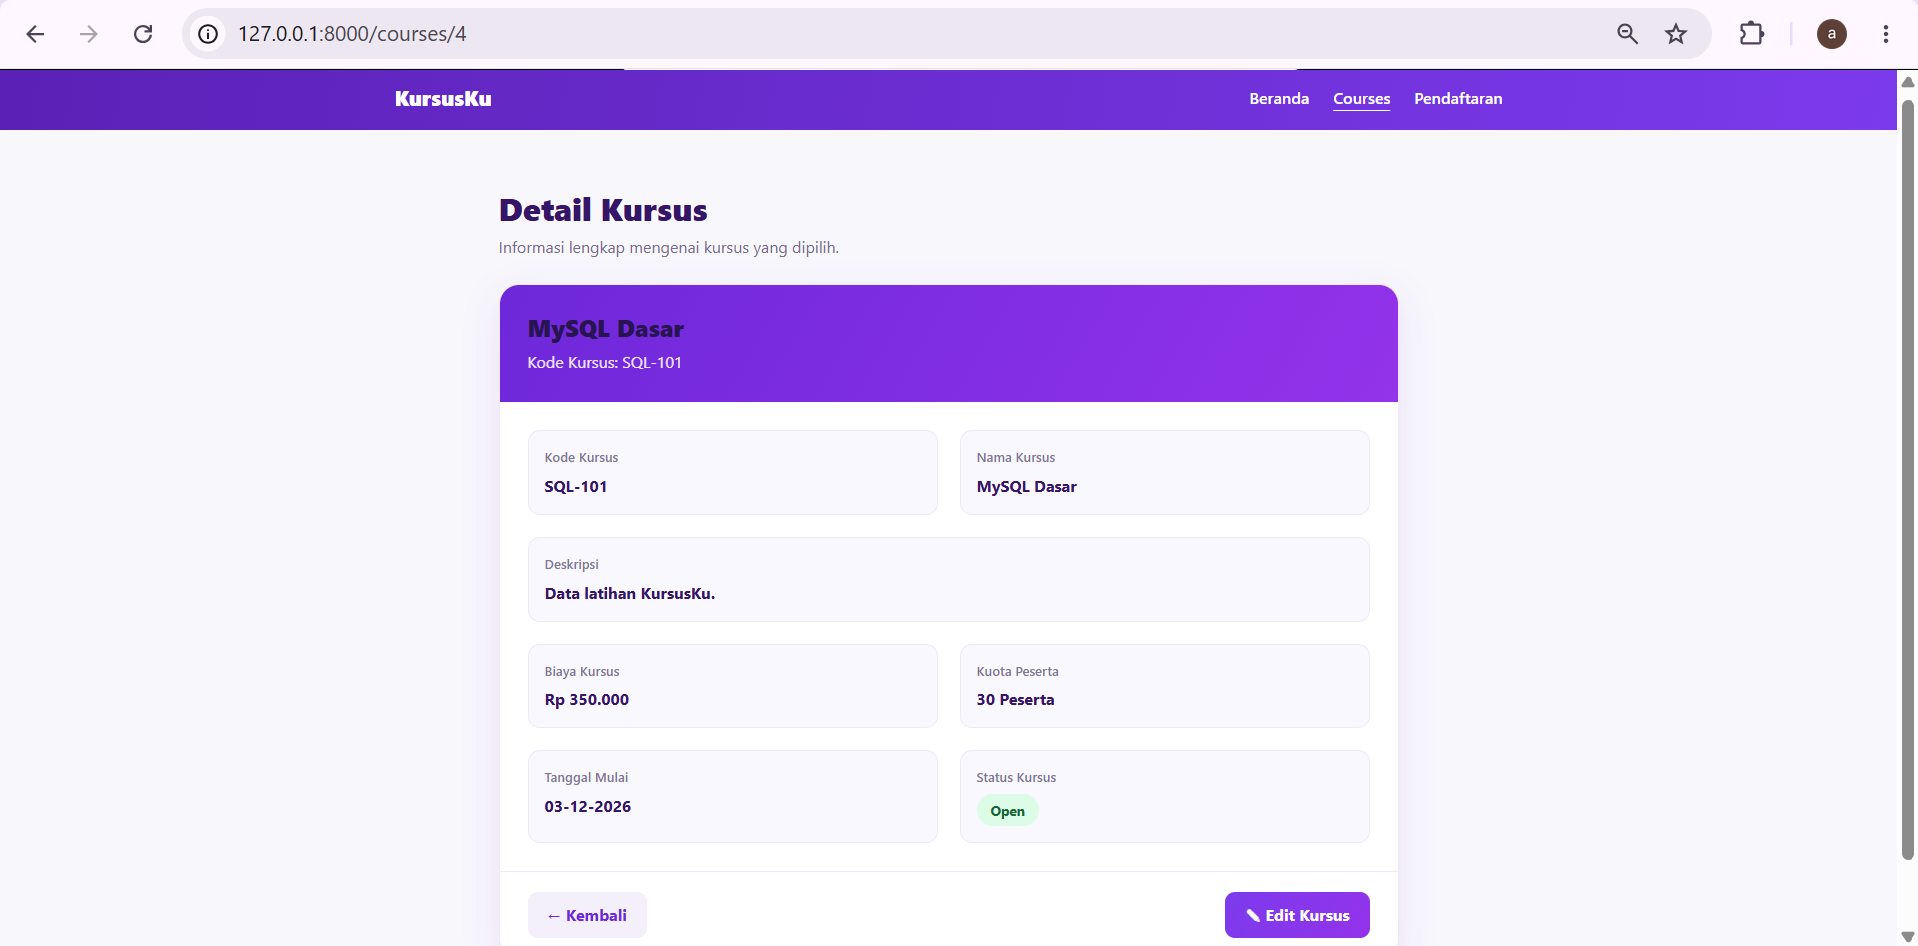 127.0.0.1:8000/courses/4
a
KursusKu
Beranda Courses Pendaftaran
Detail Kursus
Informasi lengkap mengenai kursus yang dipilih.
MySQL Dasar
Kode Kursus: SQL-101
Kode Kursus
SQL-101
Nama Kursus
MySQL Dasar
Deskripsi
Data latihan KursusKu.
Biaya Kursus
Rp 350.000
Kuota Peserta
30 Peserta
Tanggal Mulai
03-12-2026
Status Kursus
Open
← Kembali
✎ Edit Kursus